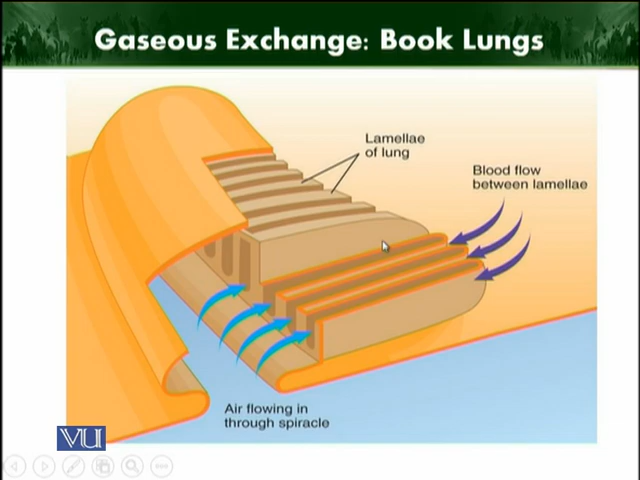 Gaseous Exchange: Book Lungs
Lamellae
of lung
Blood flow
between lamellae
Air flowing in
through spiracle
VU